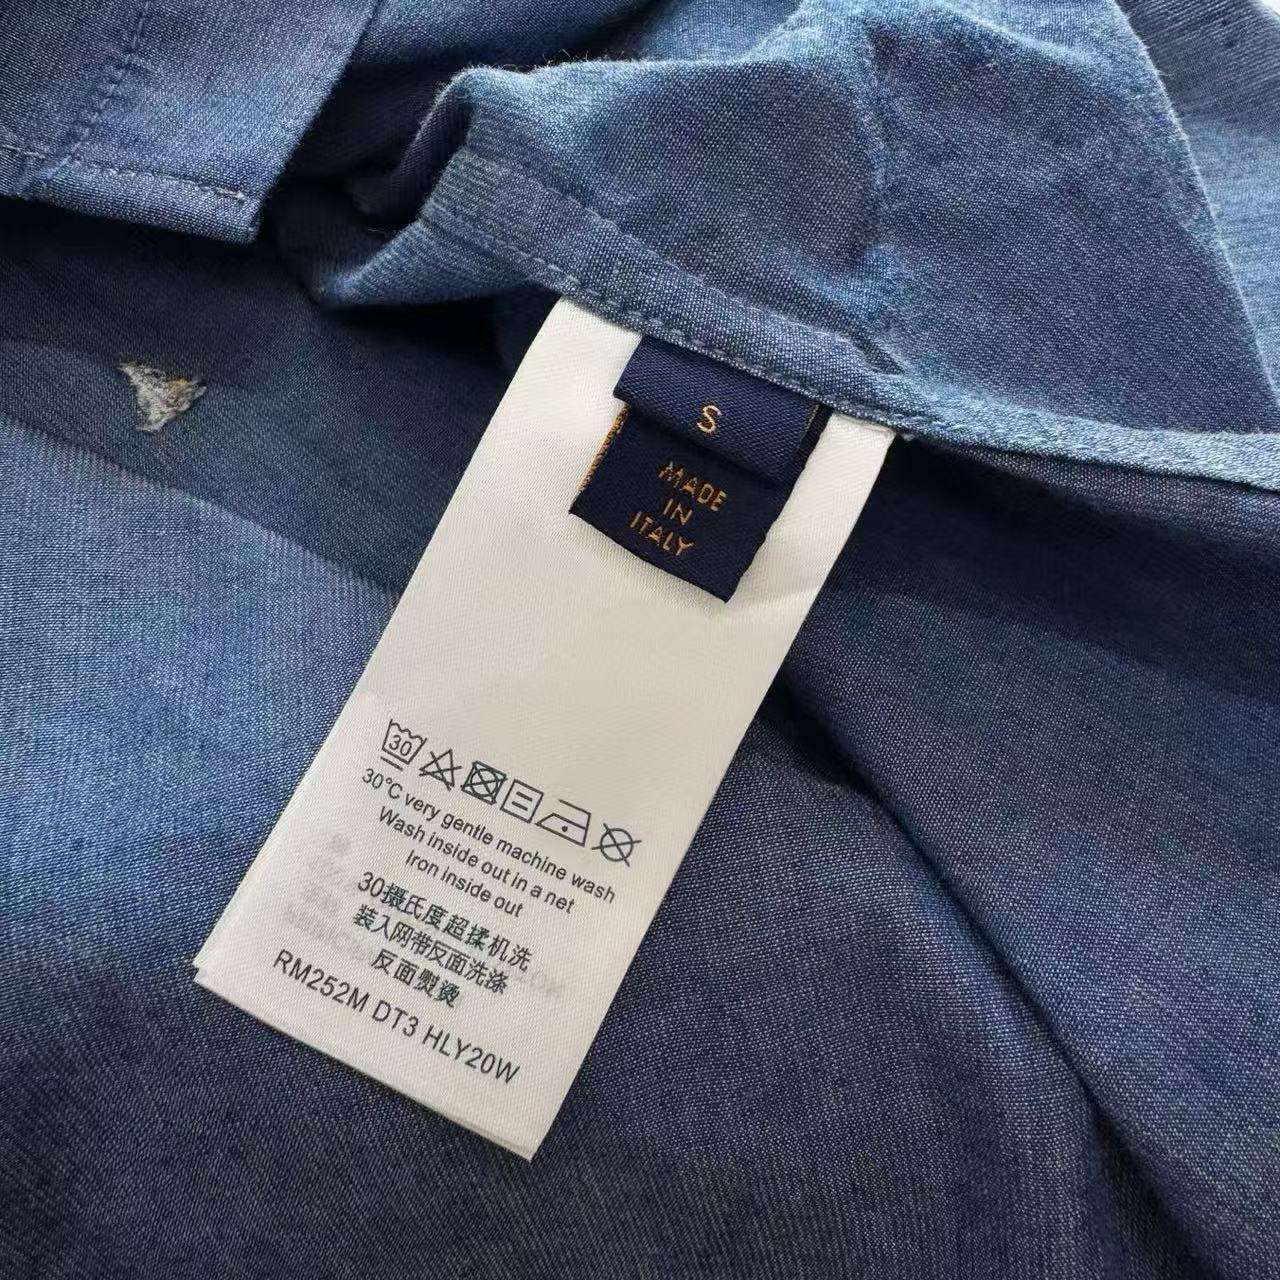 S
MADE
IN
ITALY
30
30°C very gentle machine wash
Wash inside out in a net
Iron inside out
30摄氏度超揉机洗
装入网带反面洗涤
反面熨烫
RM252M DT3 HLY20W